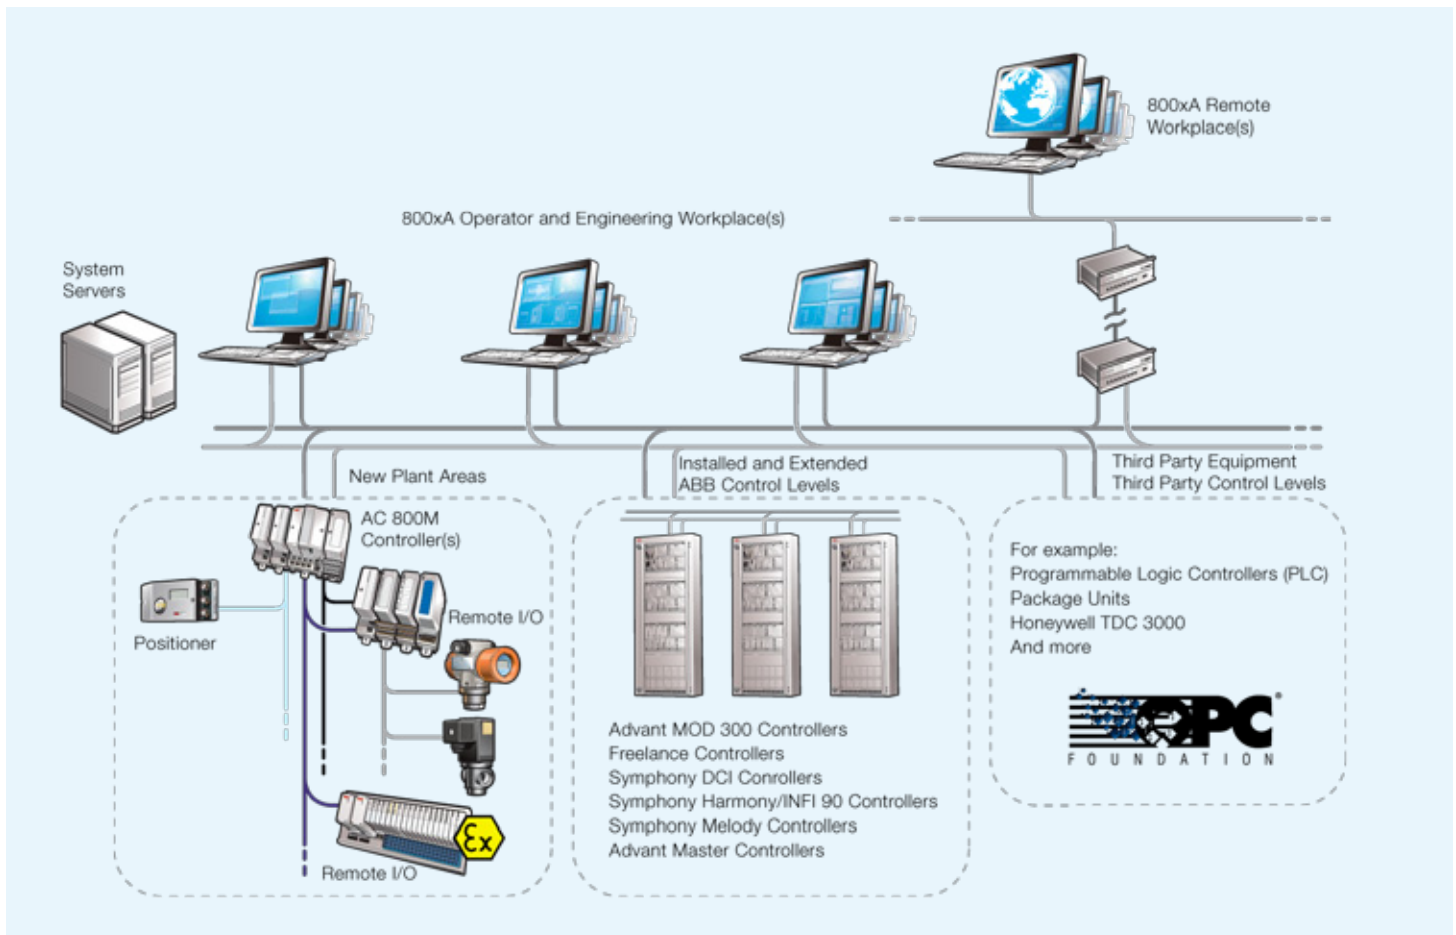 800xA Remote
Workplace(s)
800xA Operator and Engineering Workplace(s)
System
Servers
New Plant Areas
Installed and Extended
ABB Control Levels
Third Party Equipment
Third Party Control Levels
AC 800M
Controller(s)
Positioner
Remote I/O
Ex
Remote I/O
Advant MOD 300 Controllers
Freelance Controllers
Symphony DCI Conrollers
Symphony Harmony/INFI 90 Controllers
Symphony Melody Controllers
Advant Master Controllers
For example:
Programmable Logic Controllers (PLC)
Package Units
Honeywell TDC 3000
And more
OPC®
FOUNDATION